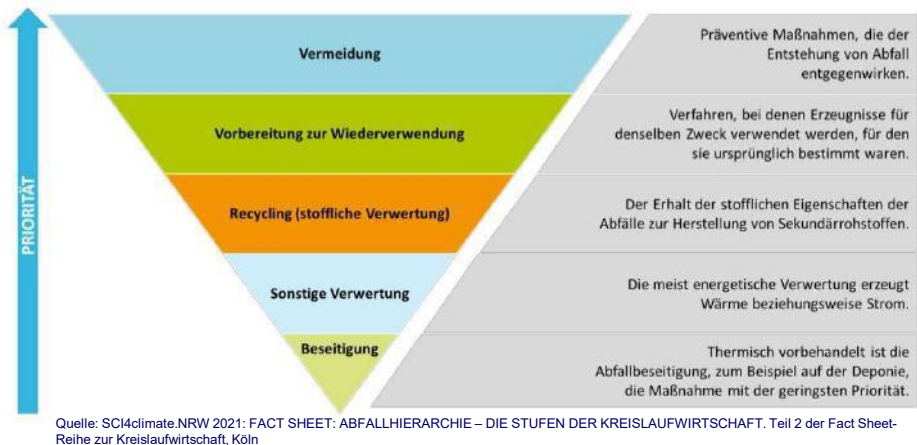 PRIORITÄT
Vermeidung
Präventive Maßnahmen, die der
Entstehung von Abfall
entgegenwirken.
Vorbereitung zur Wiederverwendung
Verfahren, bei denen Erzeugnisse für
denselben Zweck verwendet werden, für den
sie ursprünglich bestimmt waren.
Recycling (stoffliche Verwertung)
Der Erhalt der stofflichen Eigenschaften der
Abfälle zur Herstellung von Sekundärrohstoffen.
Sonstige Verwertung
Die meist energetische Verwertung erzeugt
Wärme beziehungsweise Strom.
Beseitigung
Thermisch vorbehandelt ist die
Abfallbeseitigung, zum Beispiel auf der Deponie,
die Maßnahme mit der geringsten Priorität.
Quelle: SCI4climate.NRW 2021: FACT SHEET: ABFALLHIERARCHIE – DIE STUFEN DER KREISLAUFWIRTSCHAFT. Teil 2 der Fact Sheet-
Reihe zur Kreislaufwirtschaft, Köln